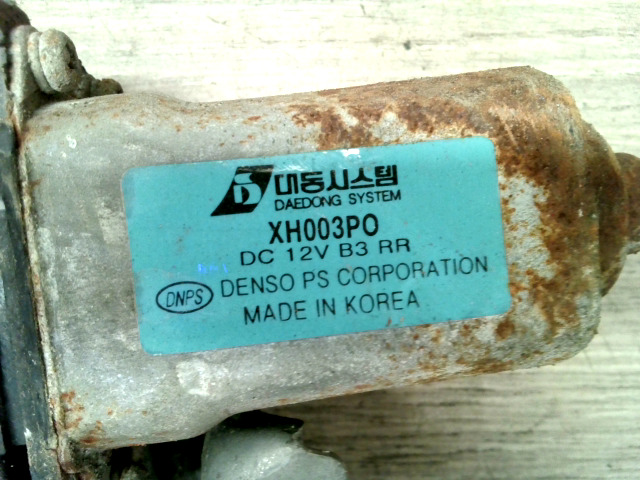 D 대동시스템
DAEDONG SYSTEM
XH003PO
DC 12V B3 RR
DNPS DENSO PS CORPORATION
MADE IN KOREA